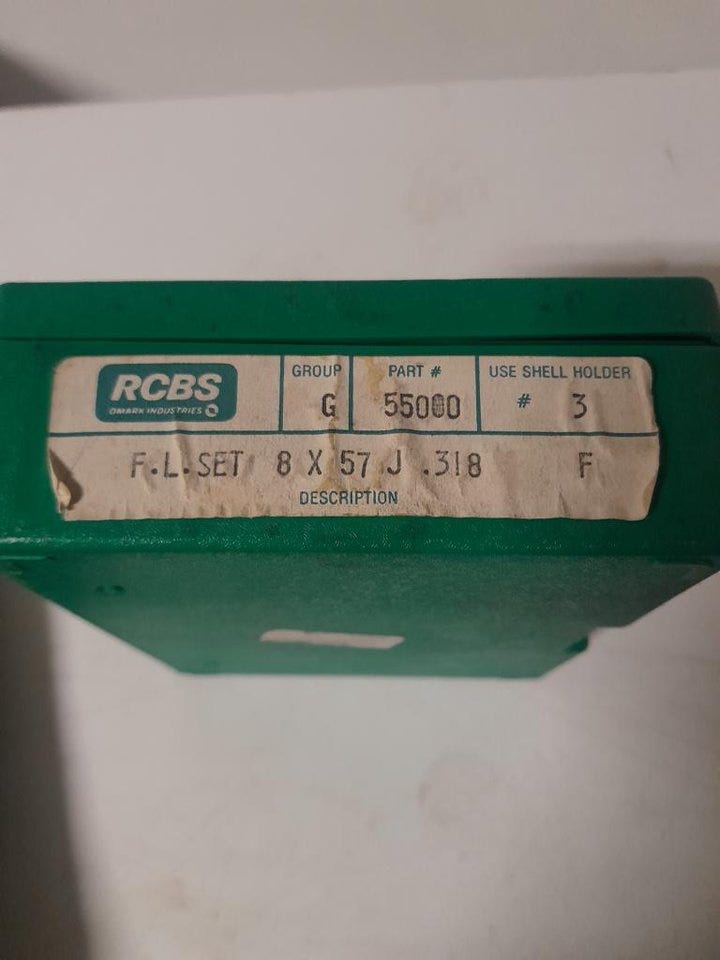 RCBS GROUP PART # USE SHELL HOLDER
OMARK INDUSTRIES G 55000 # 3
F.L.SET 8 X 57 J .318 F
DESCRIPTION